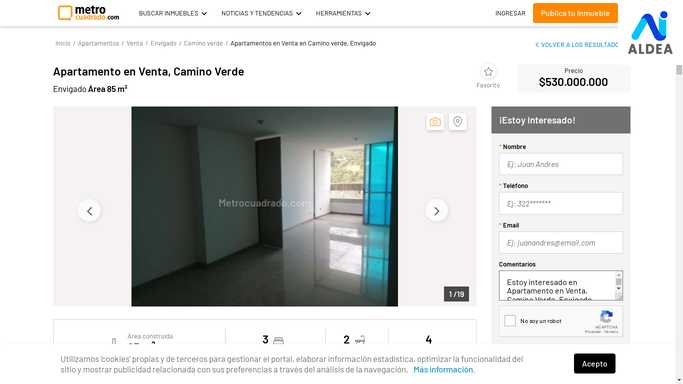 metro
cuadrado.com
BUSCAR INMUEBLES
NOTICIAS Y TENDENCIAS
HERRAMIENTAS
INGRESAR
Publica tu Inmueble
ALDEA
Inicio / Apartamentos / Venta / Envigado / Camino verde / Apartamentos en Venta en Camino verde, Envigado
< VOLVER A LOS RESULTADO
Apartamento en Venta, Camino Verde
Envigado Área 85 m²
Favorito
Precio
$530.000.000
Metrocuadrado.com
1 /19
¡Estoy Interesado!
* Nombre
Ej: Juan Andres
* Teléfono
Ej: 322*******
* Email
Ej: juanandres@email.com
Comentarios
Estoy interesado en
Apartamento en Venta,
Camino Verde, Envigado
No soy un robot
reCAPTCHA
Privacidad - Términos
Área construida
3
2
4
Utilizamos 'cookies' propias y de terceros para gestionar el portal, elaborar información estadística, optimizar la funcionalidad del
sitio y mostrar publicidad relacionada con sus preferencias a través del análisis de la navegación. Más información.
Acepto